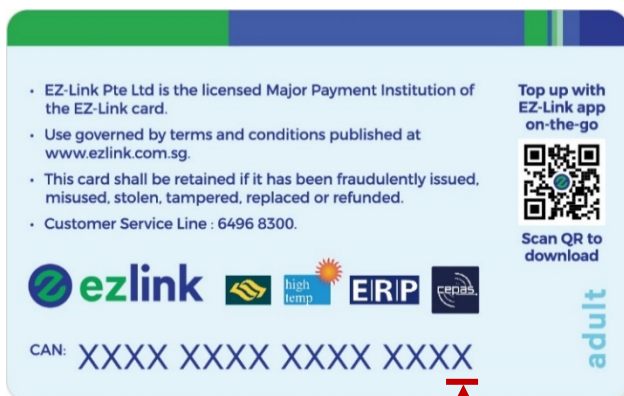 • EZ-Link Pte Ltd is the licensed Major Payment Institution of
the EZ-Link card.
• Use governed by terms and conditions published at
www.ezlink.com.sg.
• This card shall be retained if it has been fraudulently issued,
misused, stolen, tampered, replaced or refunded.
• Customer Service Line : 6496 8300.
Top up with
EZ-Link app
on-the-go
Scan QR to
download
ezlink
high
temp
ERP
cepas
adult
CAN: XXXX XXXX XXXX XXXX